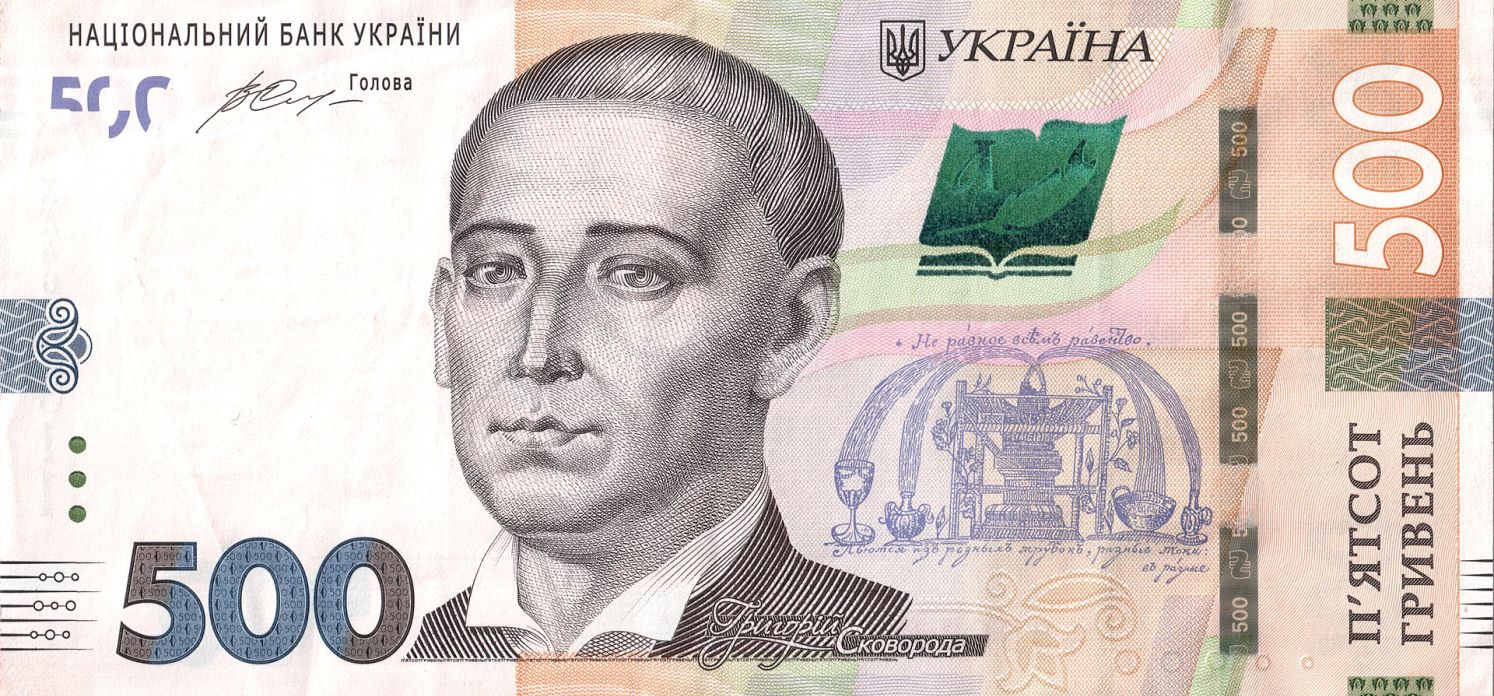 НАЦІОНАЛЬНИЙ БАНК УКРАЇНИ
Голова
УКРАЇНА
500
500
500
500
500
500
Не равное всѣмъ равенство.
Льются изъ разныхъ трубокъ, разные токи:
въ разные
П'ЯТСОТ
ГРИВЕНЬ
500
Григорій
Сковорода